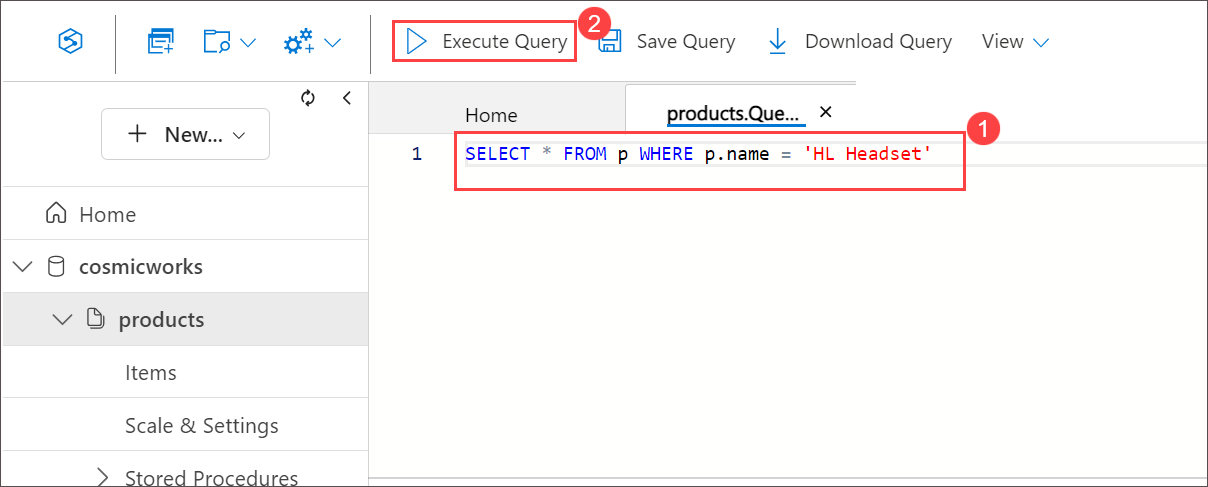 Execute Query 2 Save Query Download Query View
New...
Home products.Que...
1
1 SELECT * FROM p WHERE p.name = 'HL Headset'
Home
cosmicworks
products
Items
Scale & Settings
Stored Procedures